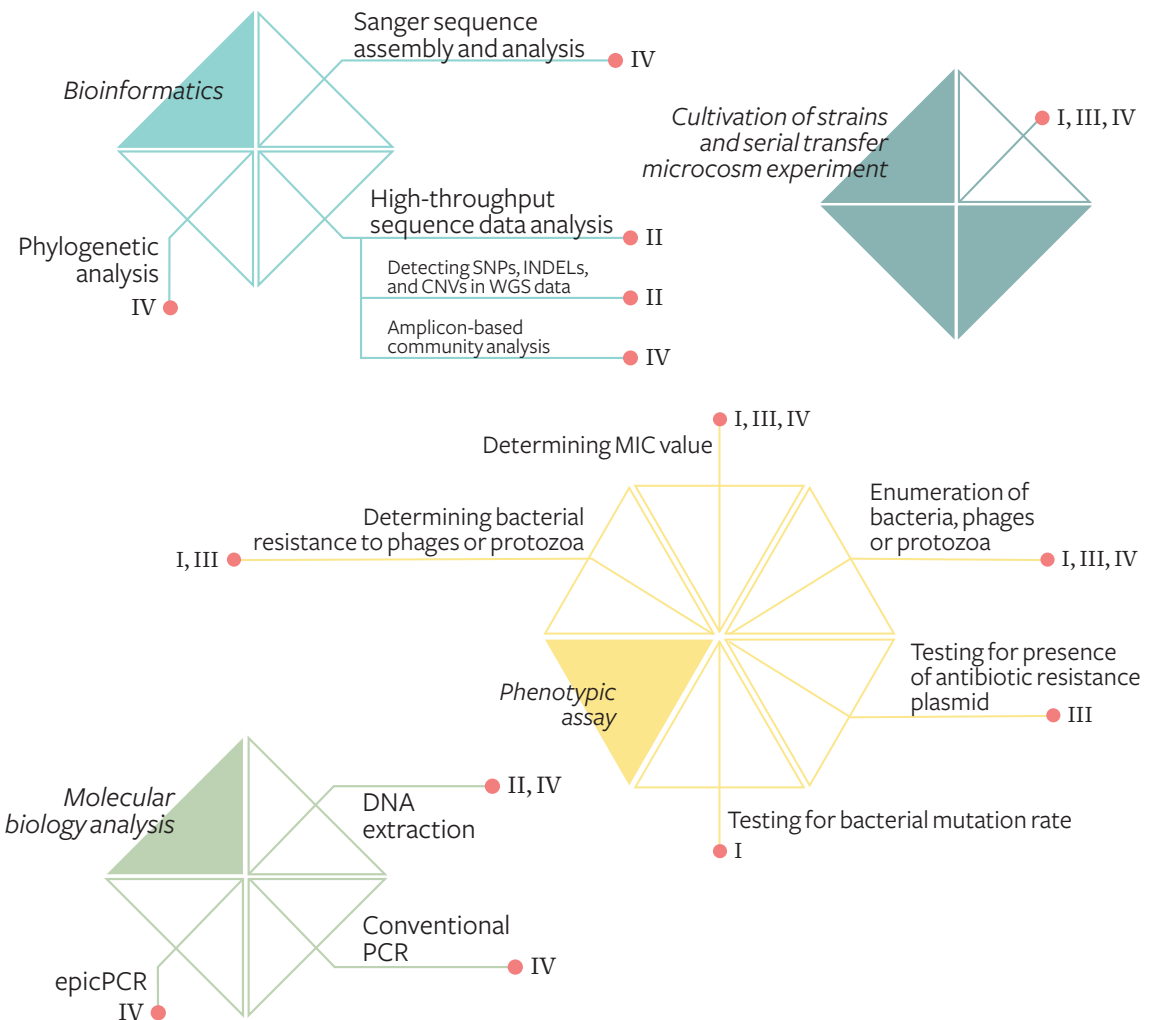 Bioinformatics
Sanger sequence
assembly and analysis
IV
High-throughput
sequence data analysis
II
Detecting SNPs, INDELs,
and CNVs in WGS data
II
Amplicon-based
community analysis
IV
Phylogenetic
analysis
IV
Cultivation of strains
and serial transfer
microcosm experiment
I, III, IV
Determining MIC value
I, III, IV
Determining bacterial
resistance to phages or protozoa
I, III
Enumeration of
bacteria, phages
or protozoa
I, III, IV
Testing for presence
of antibiotic resistance
plasmid
III
Phenotypic
assay
Testing for bacterial mutation rate
I
Molecular
biology analysis
DNA
extraction
II, IV
Conventional
PCR
IV
epicPCR
IV